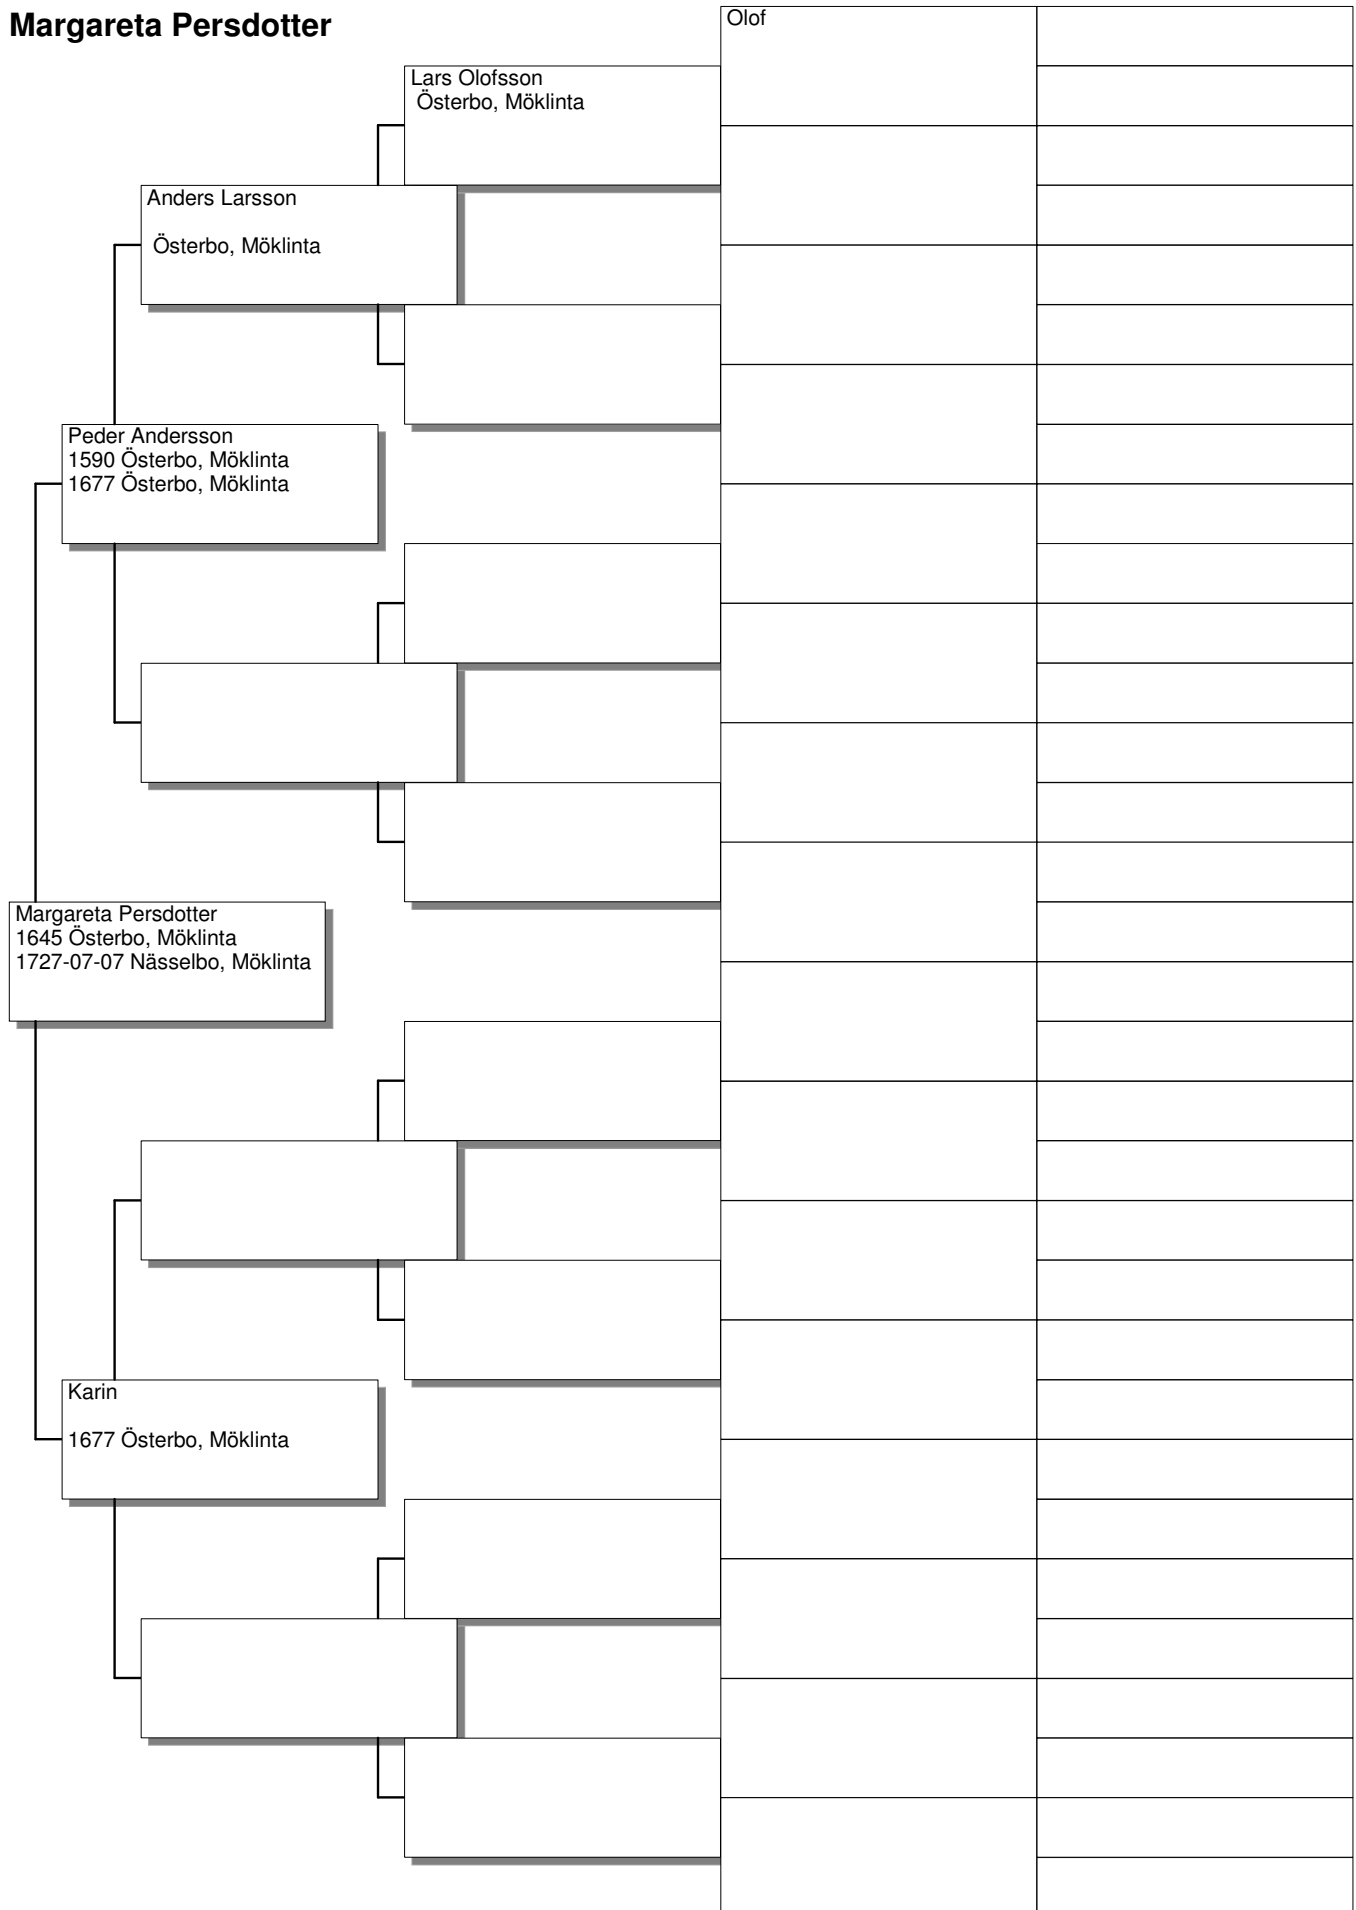 Margareta Persdotter
Olof
Lars Olofsson
Österbo, Möklinta
Anders Larsson
Österbo, Möklinta
Peder Andersson
1590 Österbo, Möklinta
1677 Österbo, Möklinta
Margareta Persdotter
1645 Österbo, Möklinta
1727-07-07 Nässelbo, Möklinta
Karin
1677 Österbo, Möklinta